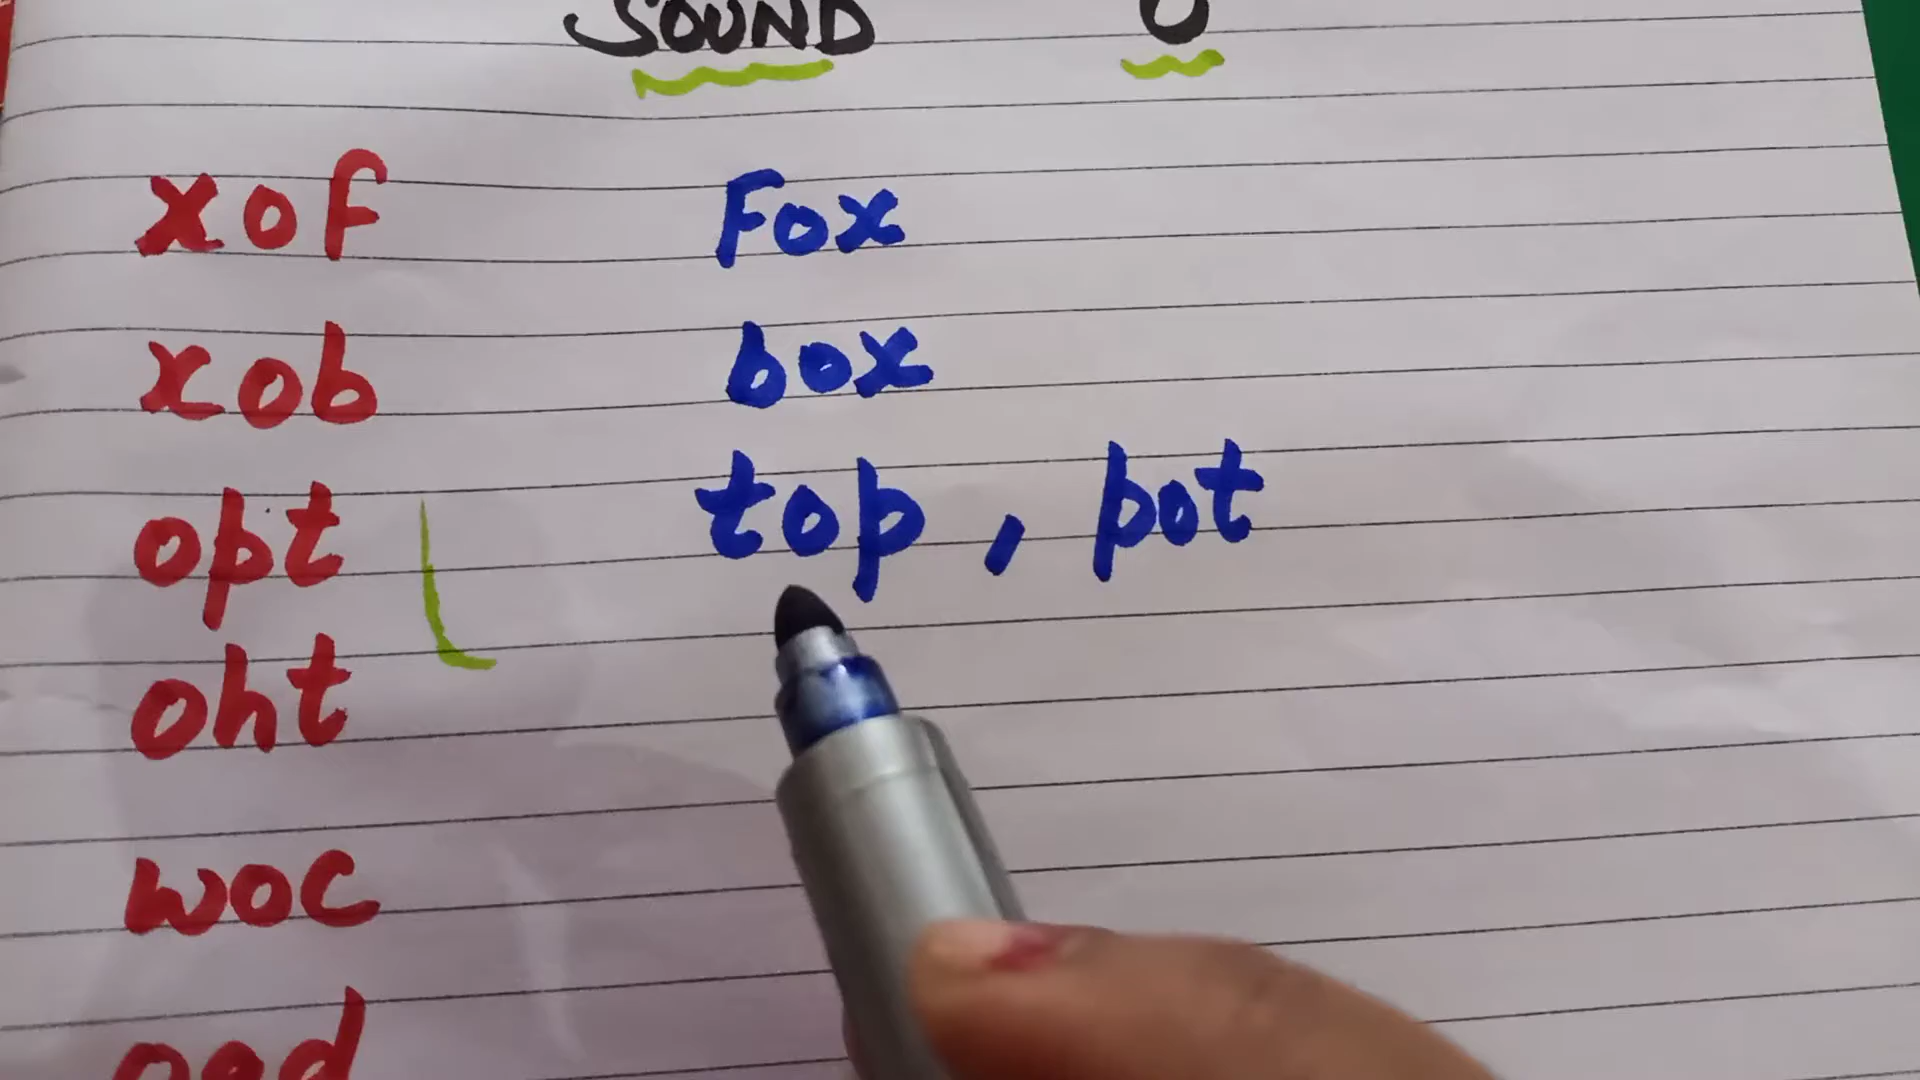 SOUND O
xof Fox
xob box
opt top, pot
oht
woc